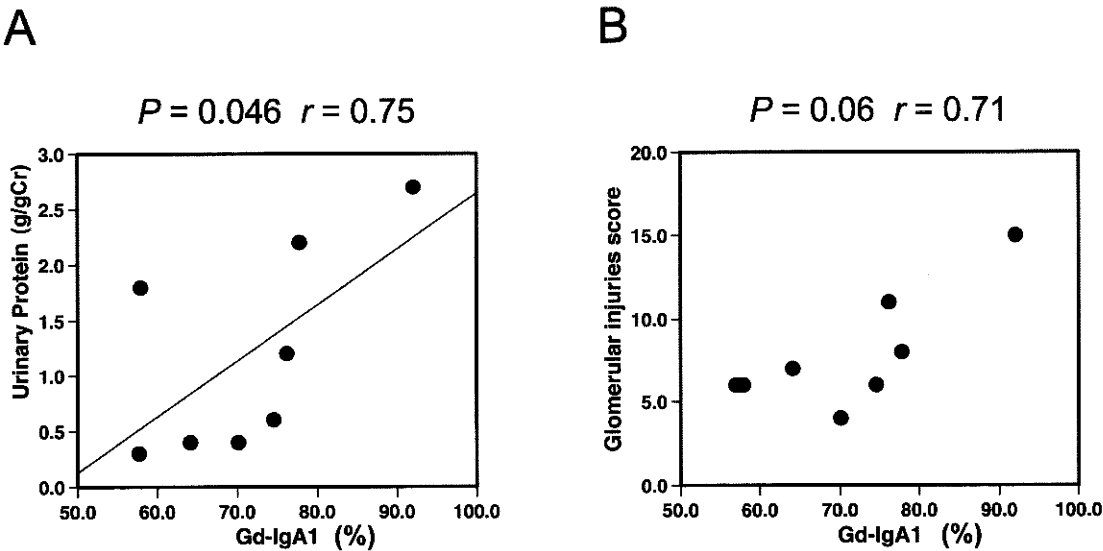 A
P = 0.046 r = 0.75
Urinary Protein (g/gCr)
3.0
2.5
2.0
1.5
1.0
0.5
0.0
50.0 60.0 70.0 80.0 90.0 100.0
Gd-IgA1 (%)
B
P = 0.06 r = 0.71
Glomerular injuries score
20.0
15.0
10.0
5.0
0.0
50.0 60.0 70.0 80.0 90.0 100.0
Gd-IgA1 (%)